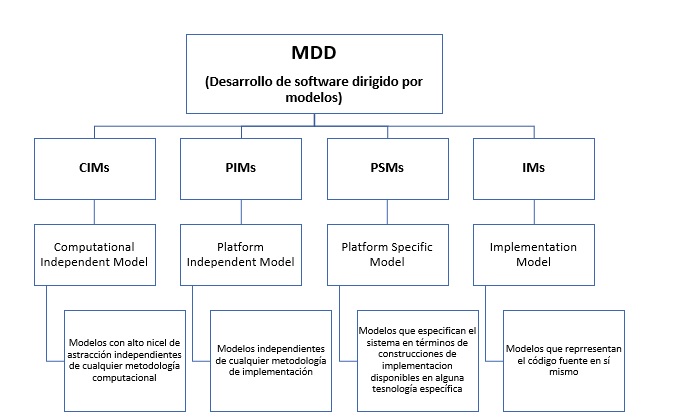 MDD
(Desarrollo de software dirigido por
modelos)
CIMs
PIMs
PSMs
IMs
Computational
Independent Model
Platform
Independent Model
Platform Specific
Model
Implementation
Model
Modelos con alto nicel de
astracción independientes
de cualquier metodología
computacional
Modelos independientes
de cualquier metodología
de implementación
Modelos que especifican el
sistema en términos de
construcciones de
implementacion
disponibles en alguna
tesnología específica
Modelos que reprresentan
el código fuente en sí
mismo